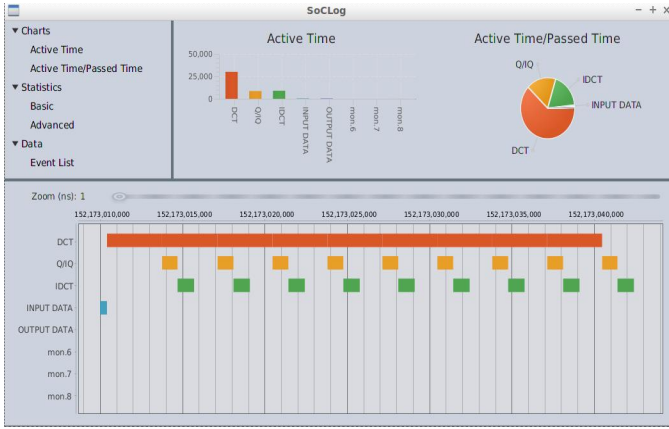 SoCLog
▼ Charts
Active Time
Active Time/Passed Time
▼ Statistics
Basic
Advanced
▼ Data
Event List
Active Time
50,000
25,000
0
DCT
Q/IQ
IDCT
INPUT DATA
OUTPUT DATA
mon.6
mon.7
mon.8
Active Time/Passed Time
Q/IQ
IDCT
INPUT DATA
DCT
Zoom (ns): 1
152,173,010,000 152,173,015,000 152,173,020,000 152,173,025,000 152,173,030,000 152,173,035,000 152,173,040,000
DCT
Q/IQ
IDCT
INPUT DATA
OUTPUT DATA
mon.6
mon.7
mon.8